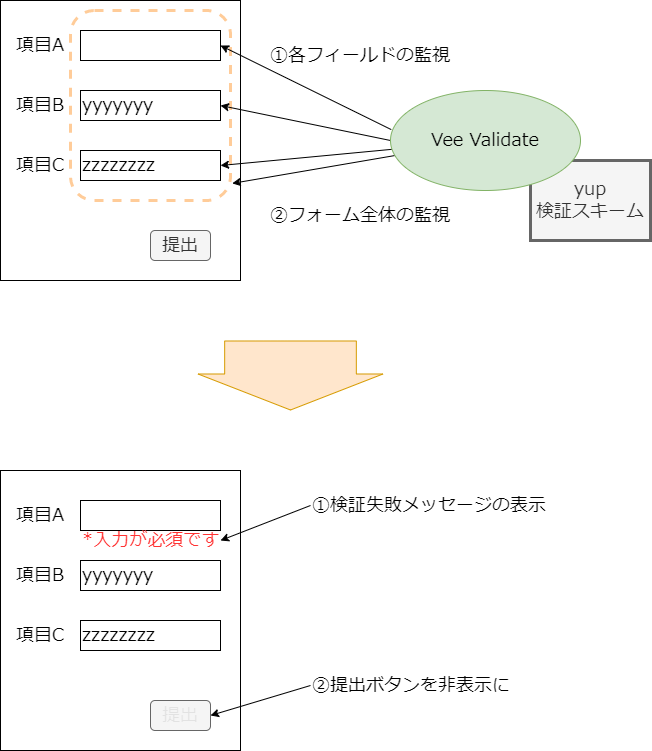 項目A
①各フィールドの監視
項目B
yyyyyyy
Vee Validate
項目C
zzzzzzzz
yup
検証スキーム
②フォーム全体の監視
提出
項目A
①検証失敗メッセージの表示
*入力が必須です
項目B
yyyyyyy
項目C
zzzzzzzz
②提出ボタンを非表示に
提出